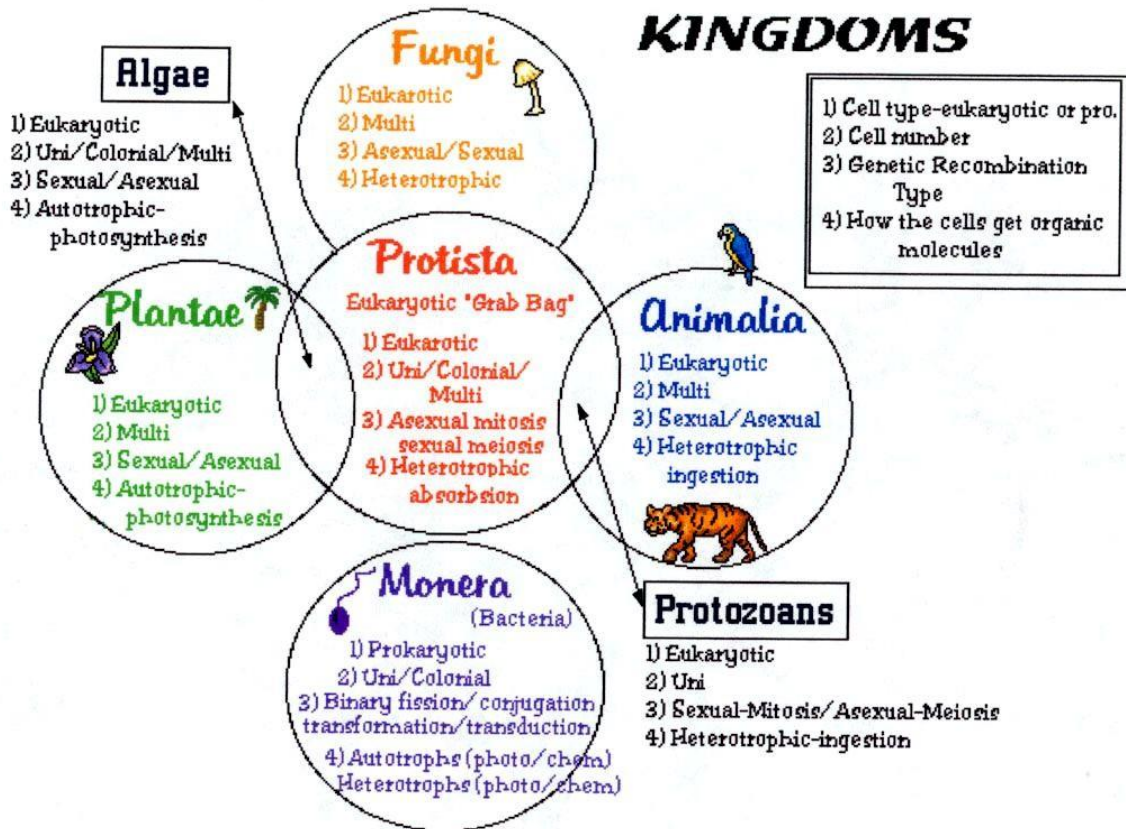 KINGDOMS
1) Cell type-eukaryotic or pro.
2) Cell number
3) Genetic Recombination
Type
4) How the cells get organic
molecules
Algae
1) Eukaryotic
2) Uni/Colonial/Multi
3) Sexual/Asexual
4) Autotrophic-
photosynthesis
Fungi
1) Eukarotic
2) Multi
3) Asexual/Sexual
4) Heterotrophic
Protista
Eukaryotic "Grab Bag"
1) Eukarotic
2) Uni/Colonial/
Multi
3) Asexual mitosis
sexual meiosis
4) Heterotrophic
absorbsion
Plantae
1) Eukaryotic
2) Multi
3) Sexual/Asexual
4) Autotrophic-
photosynthesis
Animalia
1) Eukaryotic
2) Multi
3) Sexual/Asexual
4) Heterotrophic
ingestion
Monera
(Bacteria)
1) Prokaryotic
2) Uni/Colonial
3) Binary fission/conjugation
transformation/transduction
4) Autotrophs (photo/chem)
Heterotrophs (photo/chem)
Protozoans
1) Eukaryotic
2) Uni
3) Sexual-Mitosis/Asexual-Meiosis
4) Heterotrophic-ingestion